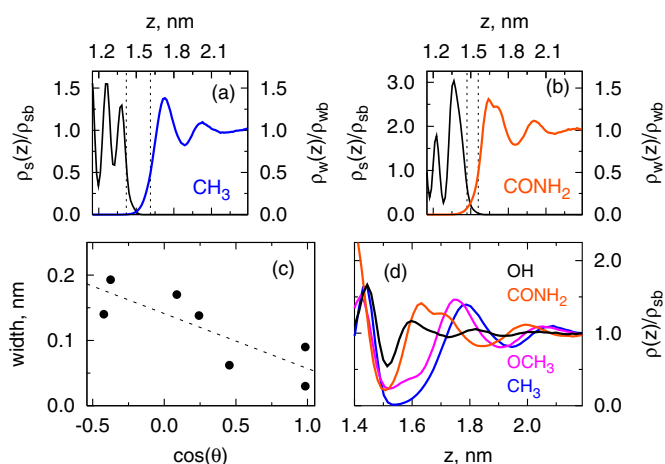 z, nm
z, nm
1.2 1.5 1.8 2.1
1.2 1.5 1.8 2.1
ρs(z)/ρsb
1.5
1.0
0.5
0.0
(a)
CH3
1.5
1.0
0.5
0.0
ρw(z)/ρwb
ρs(z)/ρsb
3.0
2.0
1.0
0.0
(b)
CONH2
1.5
1.0
0.5
0.0
ρw(z)/ρwb
width, nm
0.2
0.1
0.0
(c)
-0.5 0.0 0.5 1.0
cos(θ)
(d)
OH
CONH2
OCH3
CH3
2.0
1.0
0.0
ρ(z)/ρsb
1.4 1.6 1.8 2.0
z, nm